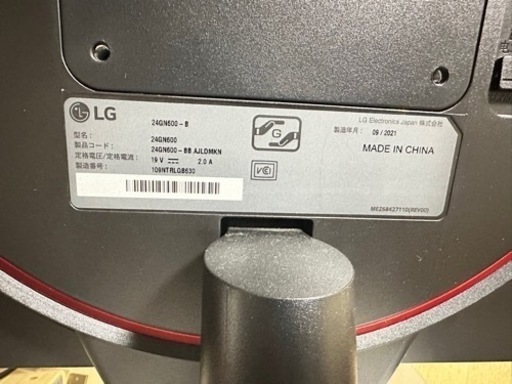 LG
24GN600-B
LG Electronics Japan 株式会社
型名:
24GN600
製造年月: 09/2021
製品コード:
24GN600-BB.AJLDMKN
定格電圧/定格電流:
19 V ⎓ 2.0 A
MADE IN CHINA
製造番号:
109NTRLGB630
G
VCCI
ME268427110(REV00)